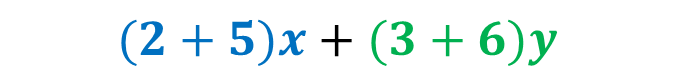 (2 + 5)x + (3 + 6)y